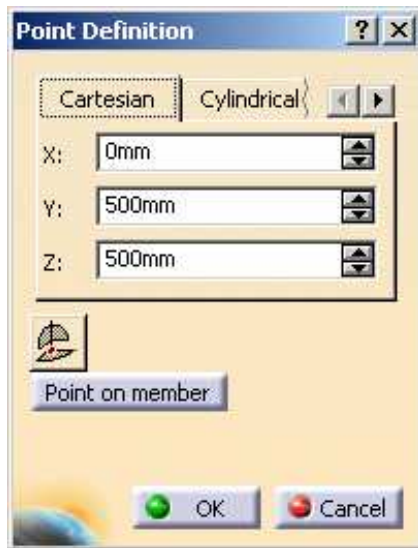 Point Definition ? ×
Cartesian Cylindrical
X: 0mm
Y: 500mm
Z: 500mm
Point on member
OK Cancel